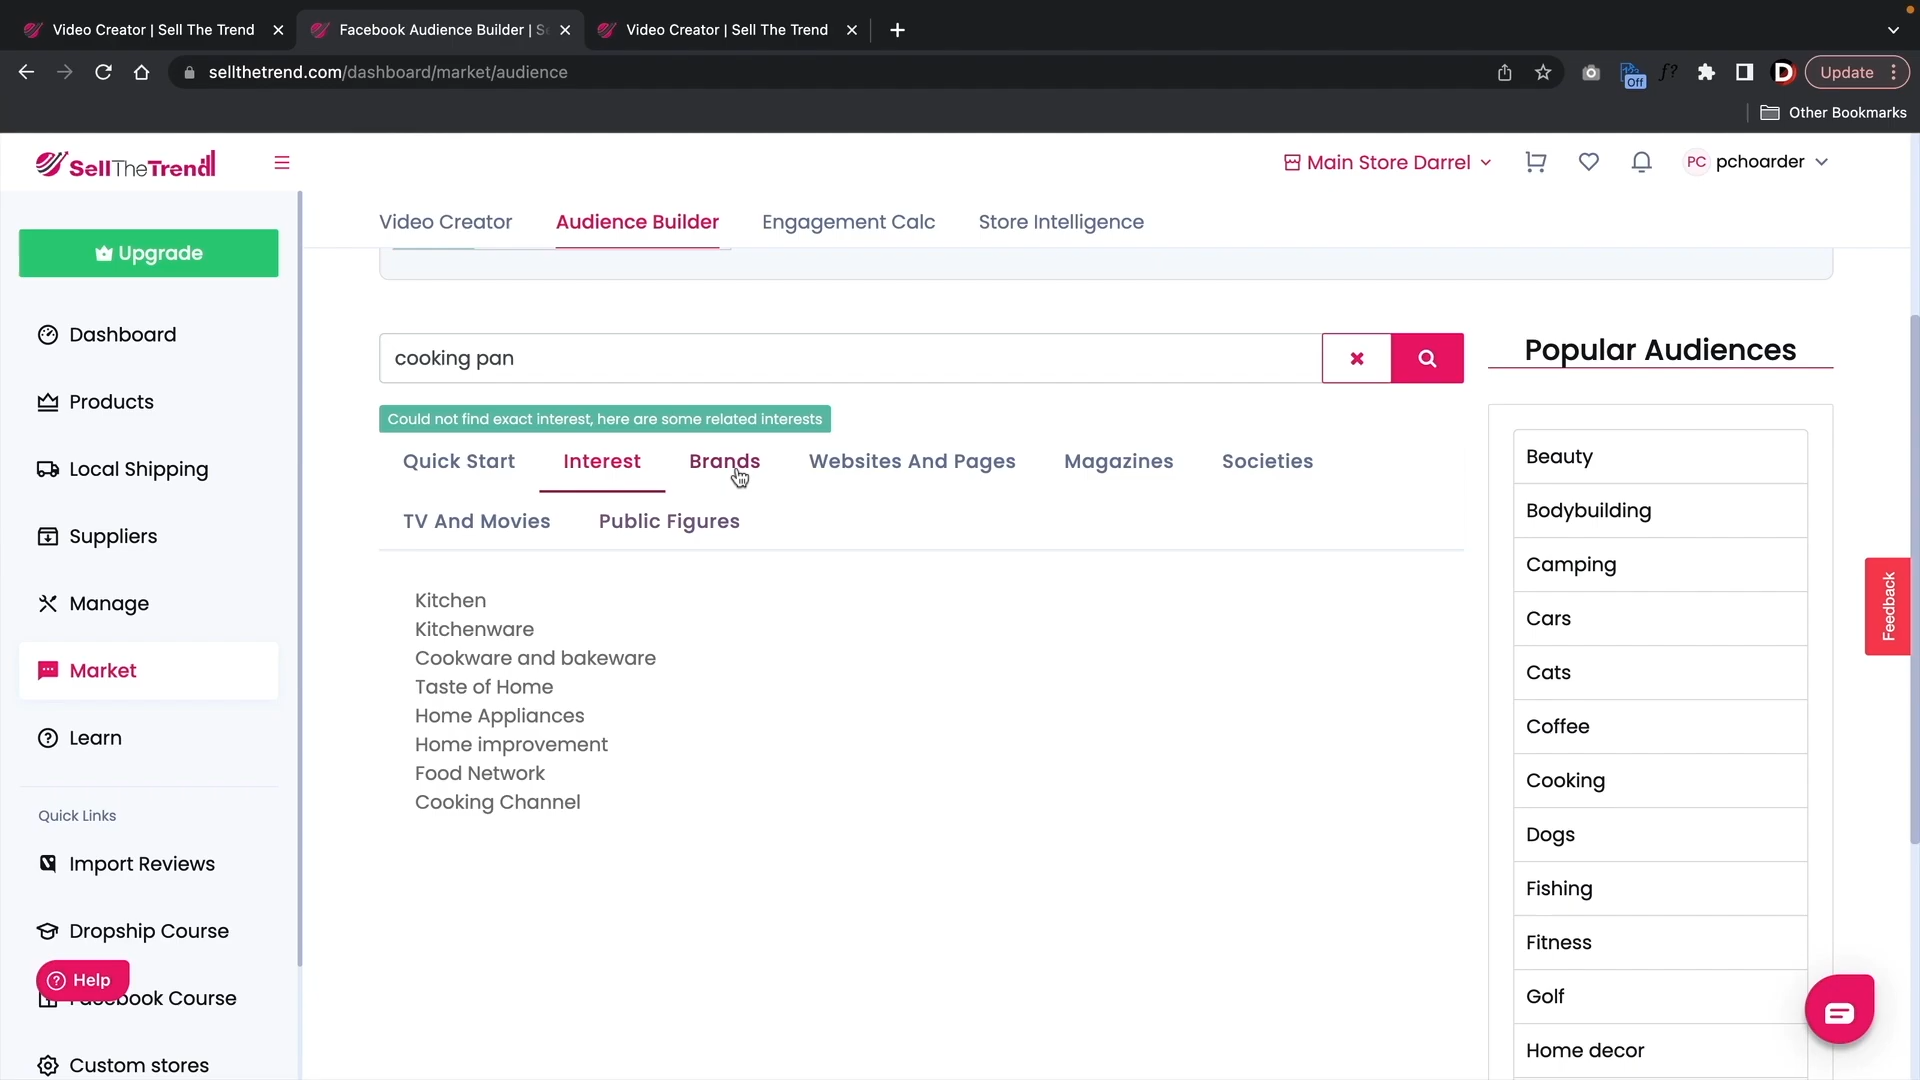 Video Creator | Sell The Trend
Facebook Audience Builder | S
Video Creator | Sell The Trend
sellthetrend.com/dashboard/market/audience
Off
f?
D
Update
Other Bookmarks
SellTheTrend
Main Store Darrel
PC pchoarder
Video Creator
Audience Builder
Engagement Calc
Store Intelligence
Upgrade
Dashboard
Products
Local Shipping
Suppliers
Manage
Market
Learn
Quick Links
Import Reviews
Dropship Course
Help
Facebook Course
Custom stores
cooking pan
Could not find exact interest, here are some related interests
Quick Start
Interest
Brands
Websites And Pages
Magazines
Societies
TV And Movies
Public Figures
Kitchen
Kitchenware
Cookware and bakeware
Taste of Home
Home Appliances
Home improvement
Food Network
Cooking Channel
Popular Audiences
Beauty
Bodybuilding
Camping
Cars
Cats
Coffee
Cooking
Dogs
Fishing
Fitness
Golf
Home decor
Feedback